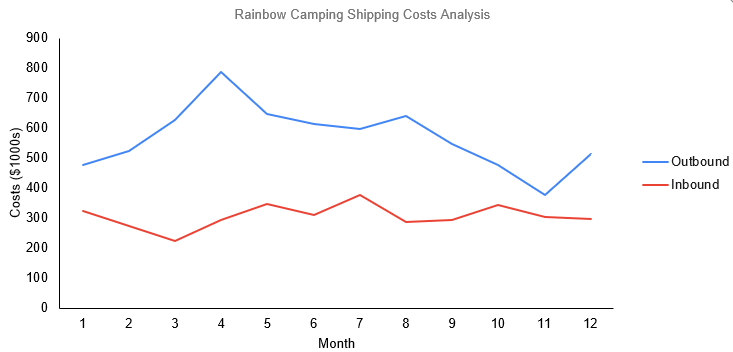 Rainbow Camping Shipping Costs Analysis
900
800
700
600
500
400
300
200
100
0
Costs ($1000s)
1 2 3 4 5 6 7 8 9 10 11 12
Month
Outbound
Inbound